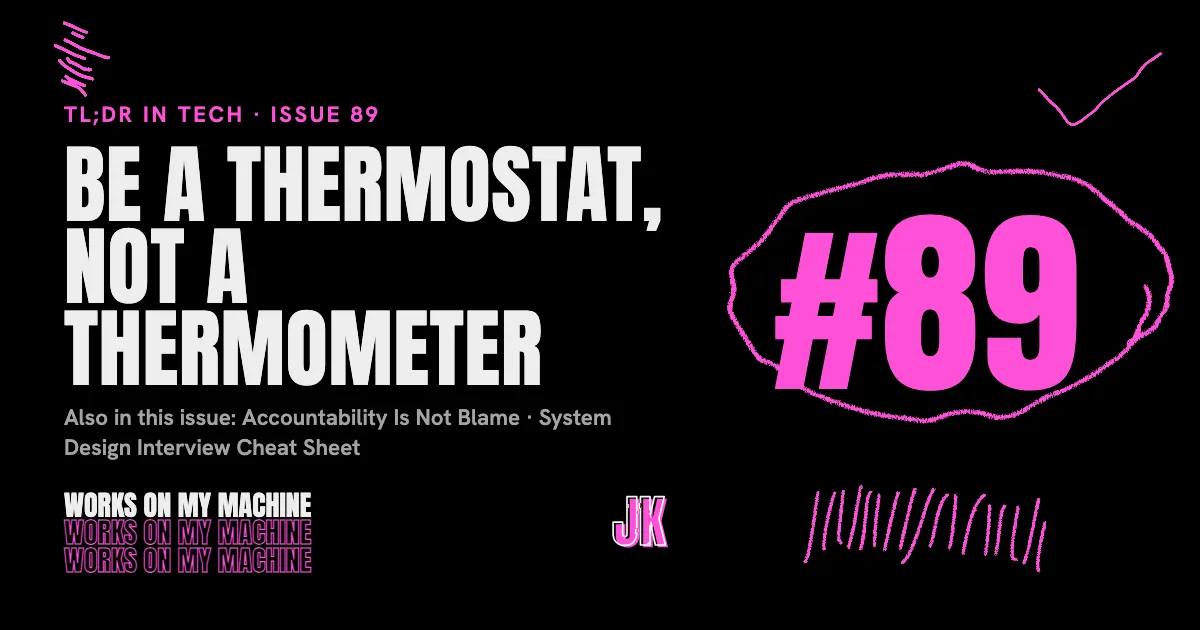 TL;DR IN TECH · ISSUE 89
BE A THERMOSTAT,
NOT A
THERMOMETER
Also in this issue: Accountability Is Not Blame · System
Design Interview Cheat Sheet
#89
WORKS ON MY MACHINE
WORKS ON MY MACHINE
WORKS ON MY MACHINE
JK